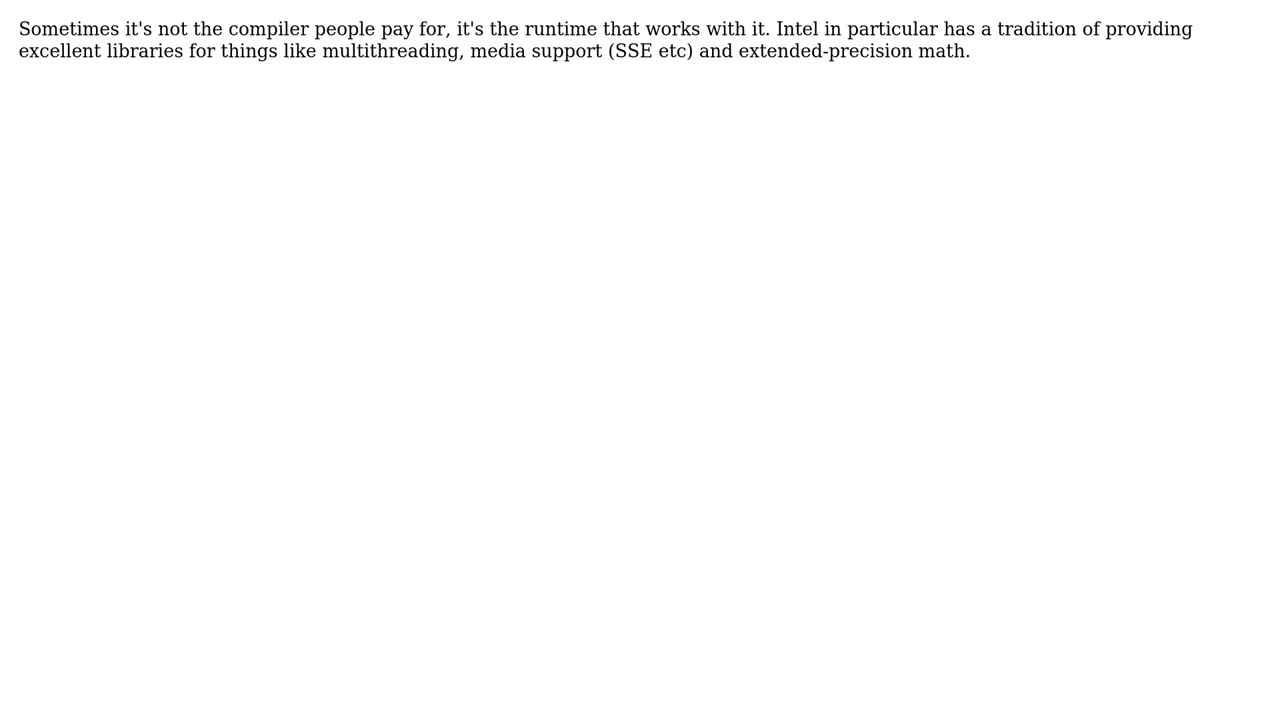 Sometimes it's not the compiler people pay for, it's the runtime that works with it. Intel in particular has a tradition of providing
excellent libraries for things like multithreading, media support (SSE etc) and extended-precision math.